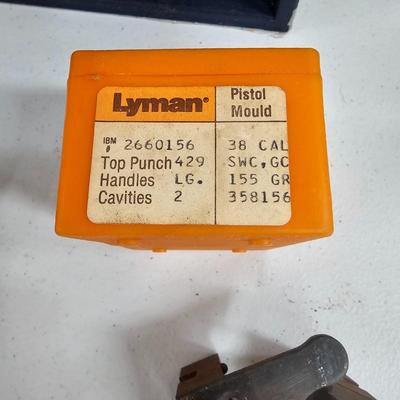 Lyman®
Pistol
Mould
IBM # 2660156 38 CAL
Top Punch 429 SWC,GC
Handles LG. 155 GR
Cavities 2 358156